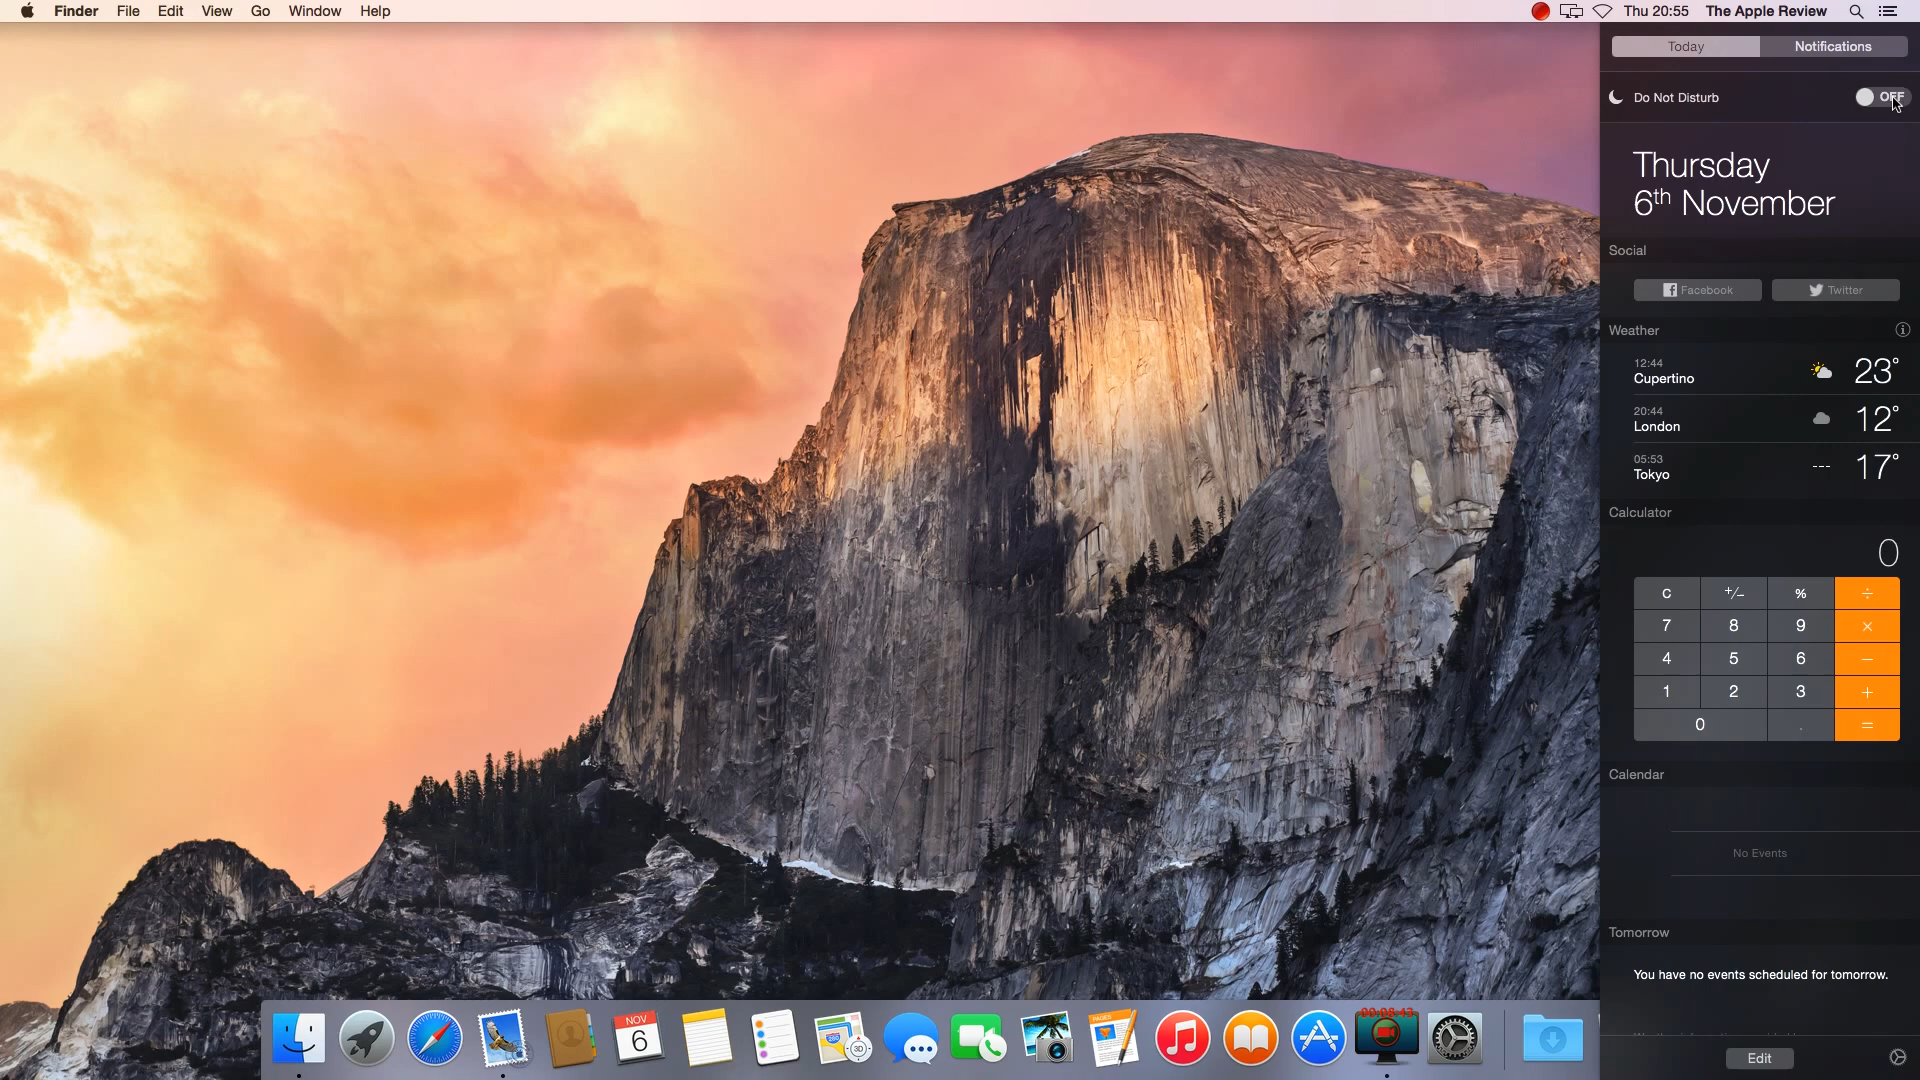 Finder File Edit View Go Window Help Thu 20:55 The Apple Review
Today Notifications
Do Not Disturb OFF
Thursday
6th November
Social
Facebook Twitter
Weather
12:44
Cupertino 23°
20:44
London 12°
05:53
Tokyo --- 17°
Calculator
0
C +/− % ÷
7 8 9 ×
4 5 6 −
1 2 3 +
0 . =
Calendar
No Events
Tomorrow
You have no events scheduled for tomorrow.
Edit
NOV
6
280
3D
PAGES